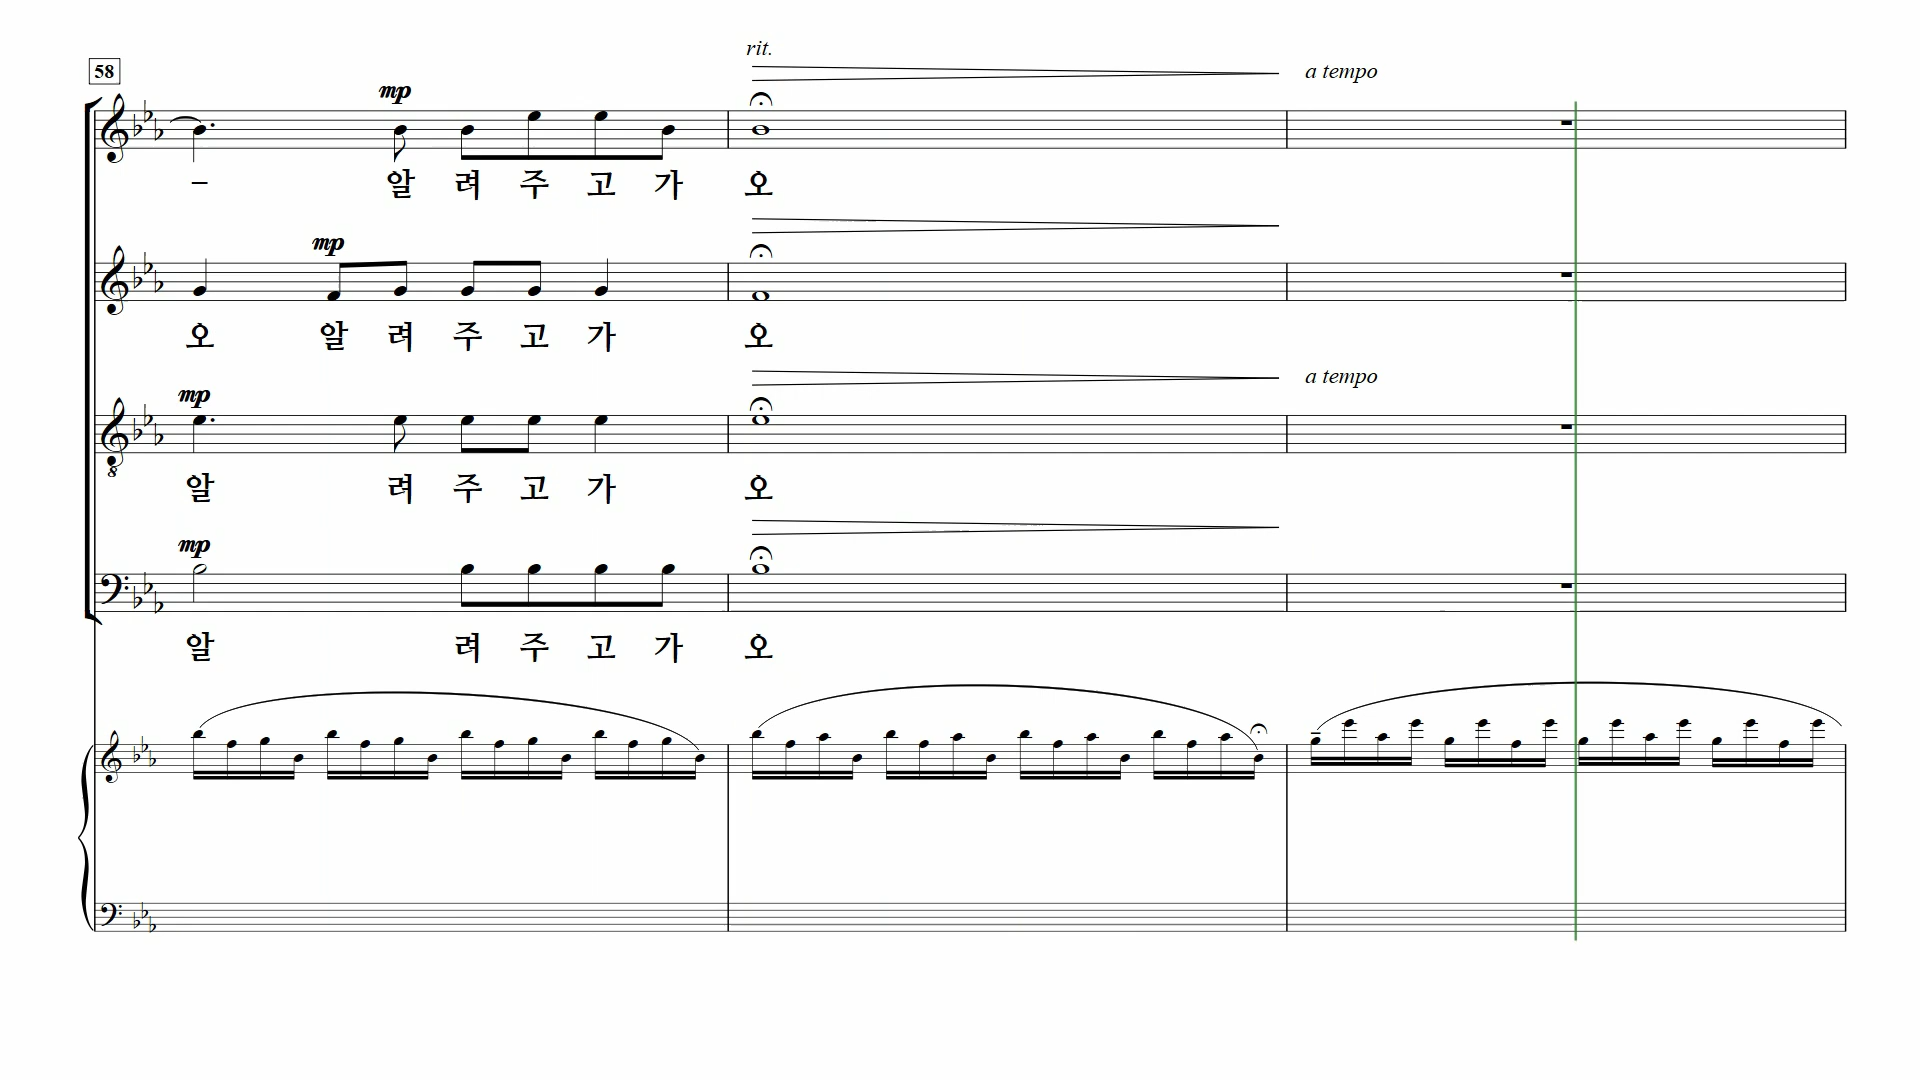 rit.
58
a tempo
mp
– 알 려 주 고 가 오
mp
오 알 려 주 고 가 오
a tempo
mp
8
알 려 주 고 가 오
mp
알 려 주 고 가 오